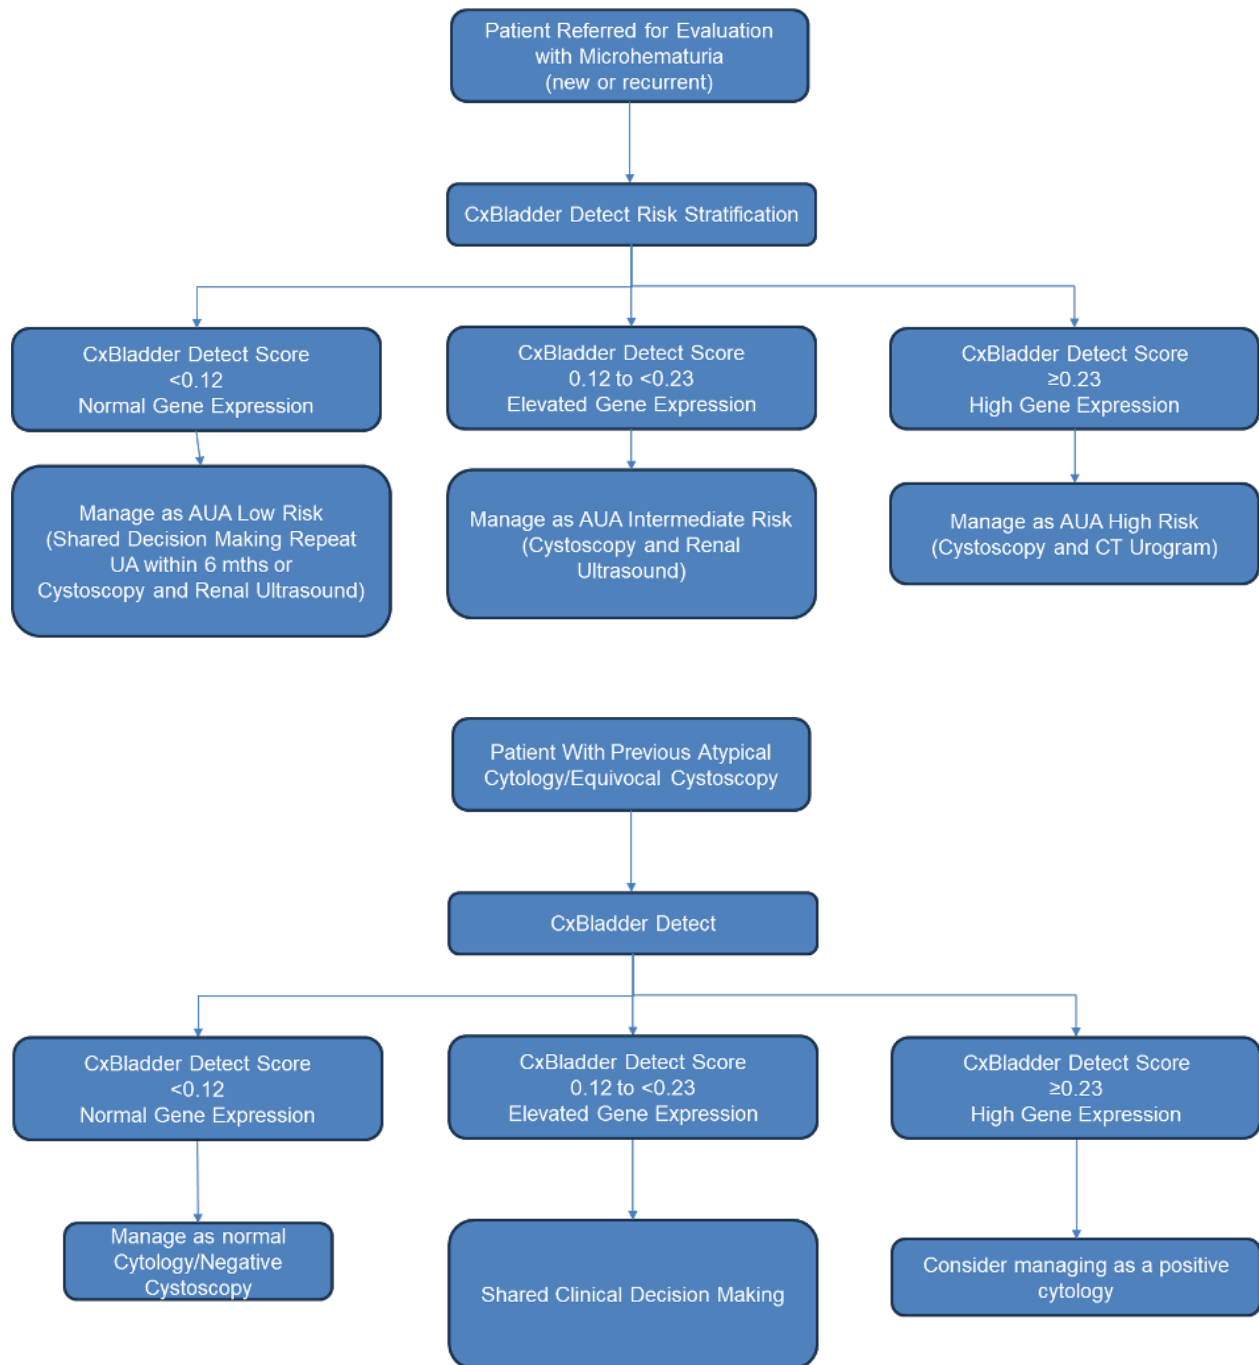 Patient Referred for Evaluation
with Microhematuria
(new or recurrent)
CxBladder Detect Risk Stratification
CxBladder Detect Score
<0.12
Normal Gene Expression
CxBladder Detect Score
0.12 to <0.23
Elevated Gene Expression
CxBladder Detect Score
≥0.23
High Gene Expression
Manage as AUA Low Risk
(Shared Decision Making Repeat
UA within 6 mths or
Cystoscopy and Renal Ultrasound)
Manage as AUA Intermediate Risk
(Cystoscopy and Renal
Ultrasound)
Manage as AUA High Risk
(Cystoscopy and CT Urogram)
Patient With Previous Atypical
Cytology/Equivocal Cystoscopy
CxBladder Detect
CxBladder Detect Score
<0.12
Normal Gene Expression
CxBladder Detect Score
0.12 to <0.23
Elevated Gene Expression
CxBladder Detect Score
≥0.23
High Gene Expression
Manage as normal
Cytology/Negative
Cystoscopy
Shared Clinical Decision Making
Consider managing as a positive
cytology